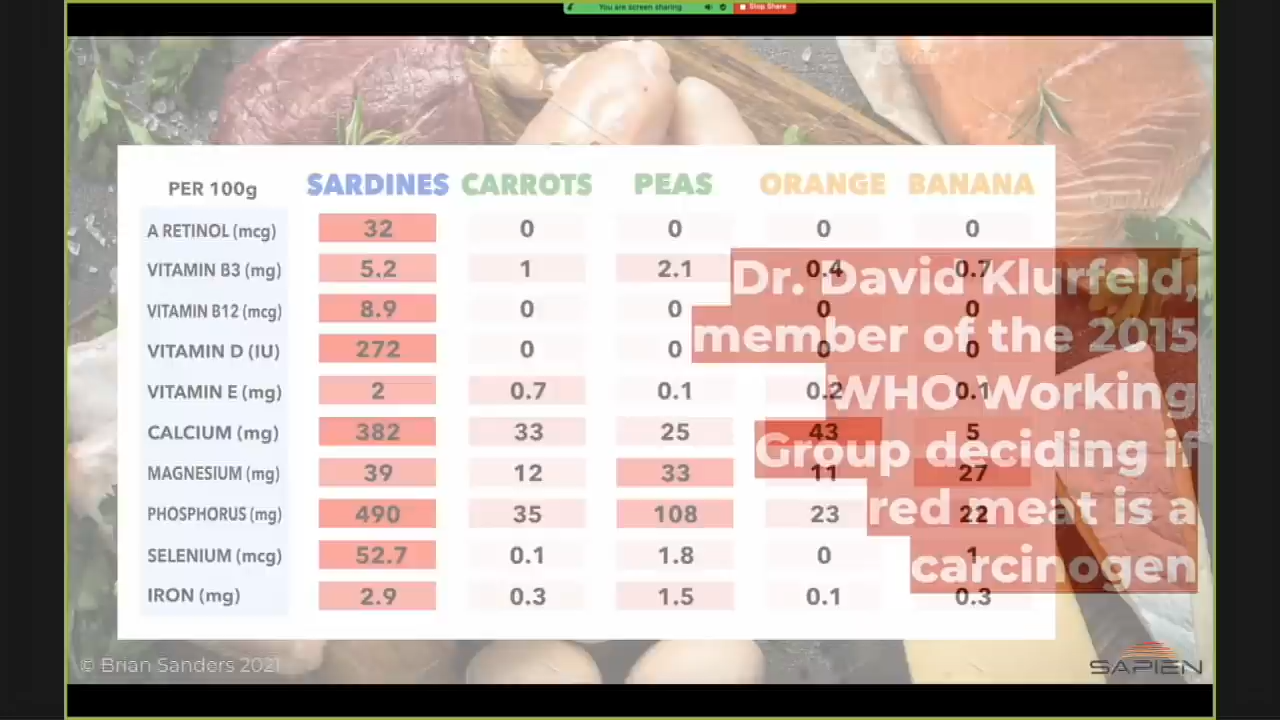 You are screen sharing Stop Share
PER 100g SARDINES CARROTS PEAS ORANGE BANANA
A RETINOL (mcg) 32 0 0 0 0
VITAMIN B3 (mg) 5.2 1 2.1 0.4 0.7
VITAMIN B12 (mcg) 8.9 0 0 0 0
VITAMIN D (IU) 272 0 0 0 0
VITAMIN E (mg) 2 0.7 0.1 0.2 0.1
CALCIUM (mg) 382 33 25 43 5
MAGNESIUM (mg) 39 12 33 11 27
PHOSPHORUS (mg) 490 35 108 23 22
SELENIUM (mcg) 52.7 0.1 1.8 0 1
IRON (mg) 2.9 0.3 1.5 0.1 0.3
Dr. David Klurfeld,
member of the 2015
WHO Working
Group deciding if
red meat is a
carcinogen
© Brian Sanders 2021
SAPIEN